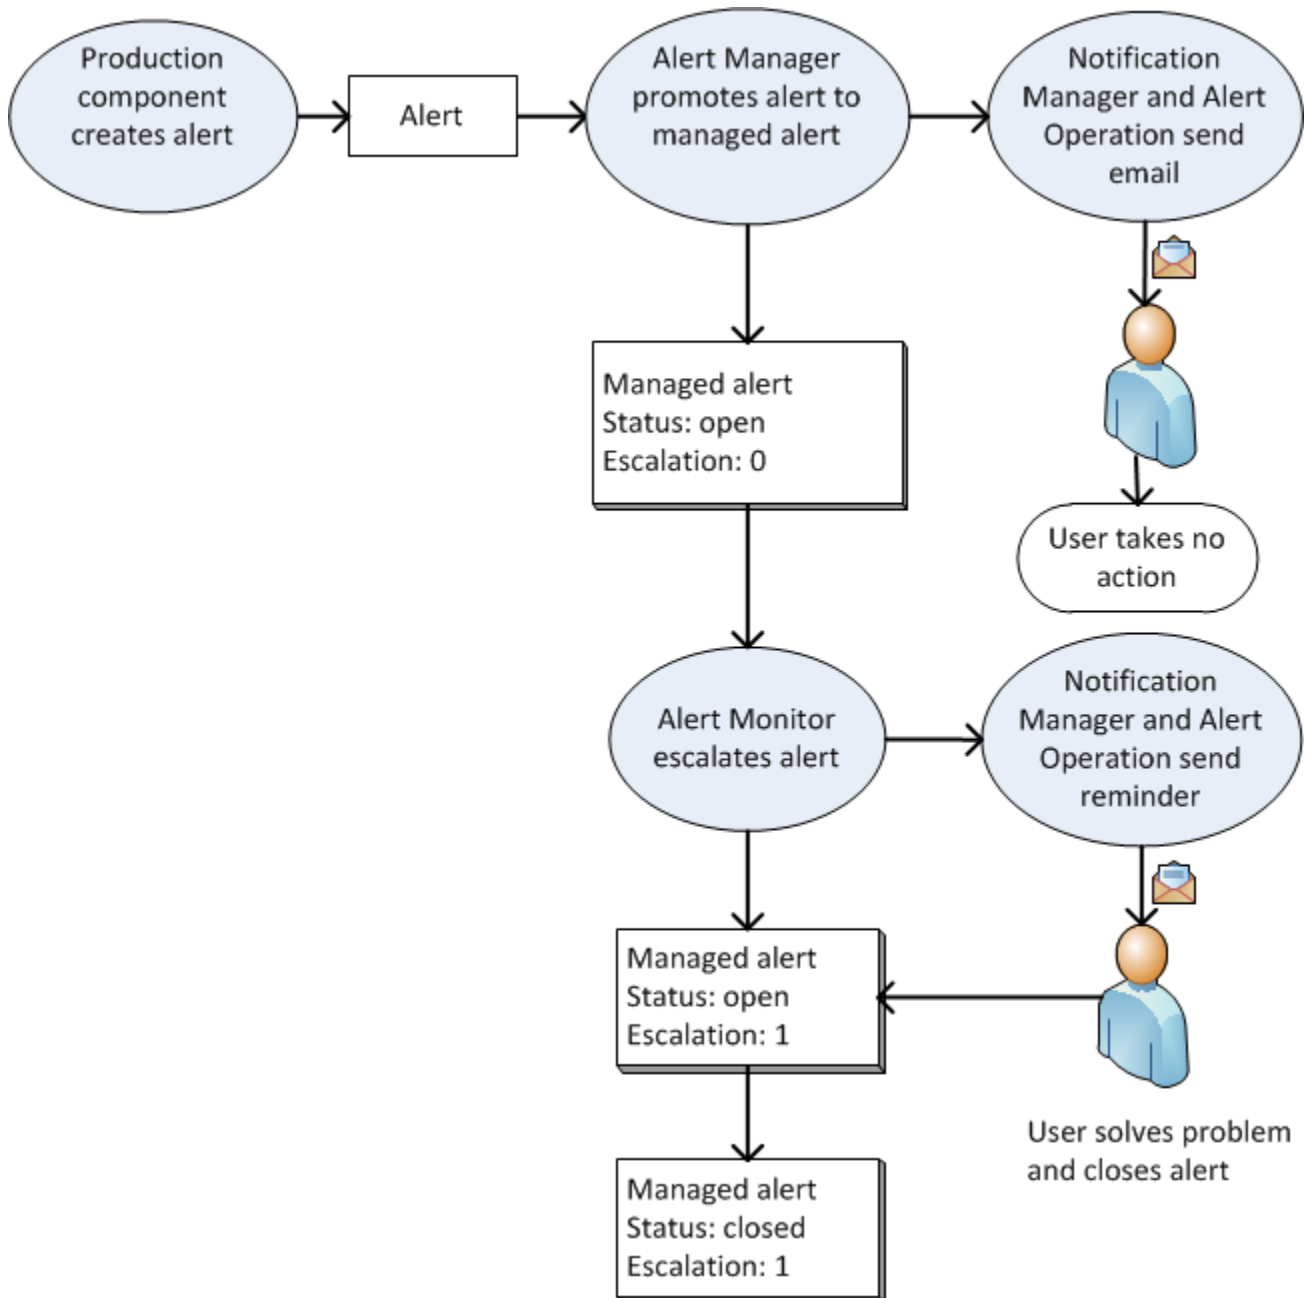 Production
component
creates alert
Alert
Alert Manager
promotes alert to
managed alert
Notification
Manager and Alert
Operation send
email
Managed alert
Status: open
Escalation: 0
User takes no
action
Alert Monitor
escalates alert
Notification
Manager and Alert
Operation send
reminder
Managed alert
Status: open
Escalation: 1
User solves problem
and closes alert
Managed alert
Status: closed
Escalation: 1